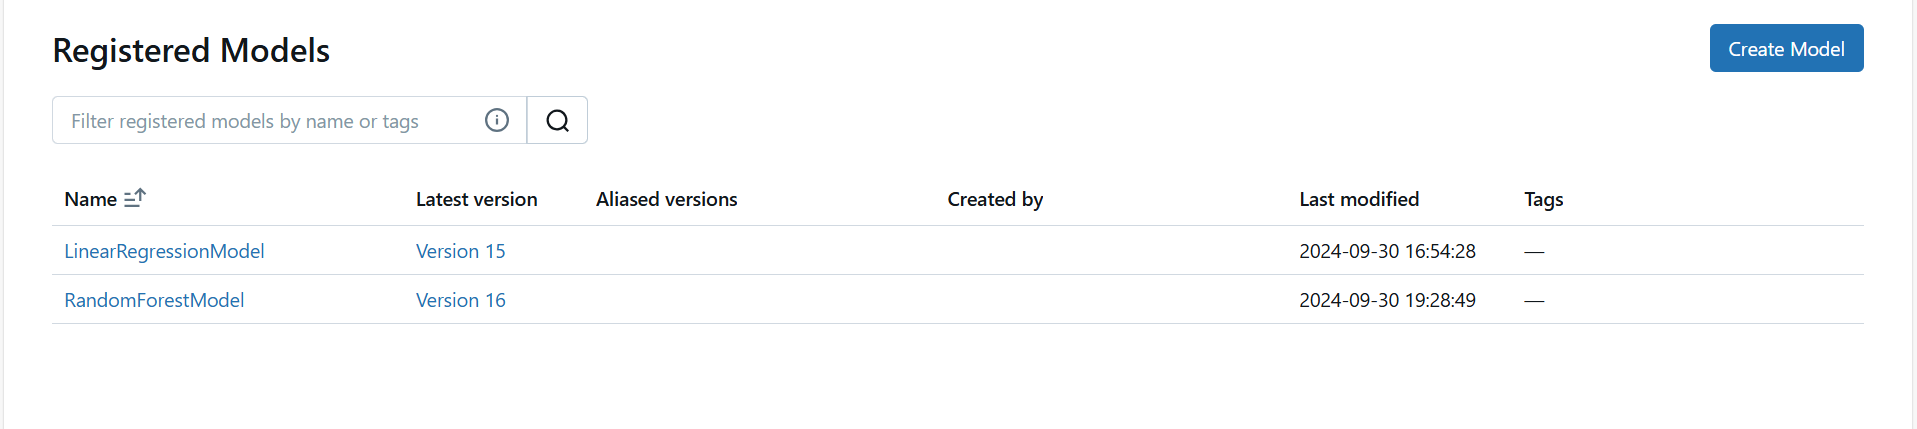 Registered Models
Create Model
Filter registered models by name or tags
Name Latest version Aliased versions Created by Last modified Tags
LinearRegressionModel Version 15 2024-09-30 16:54:28 —
RandomForestModel Version 16 2024-09-30 19:28:49 —